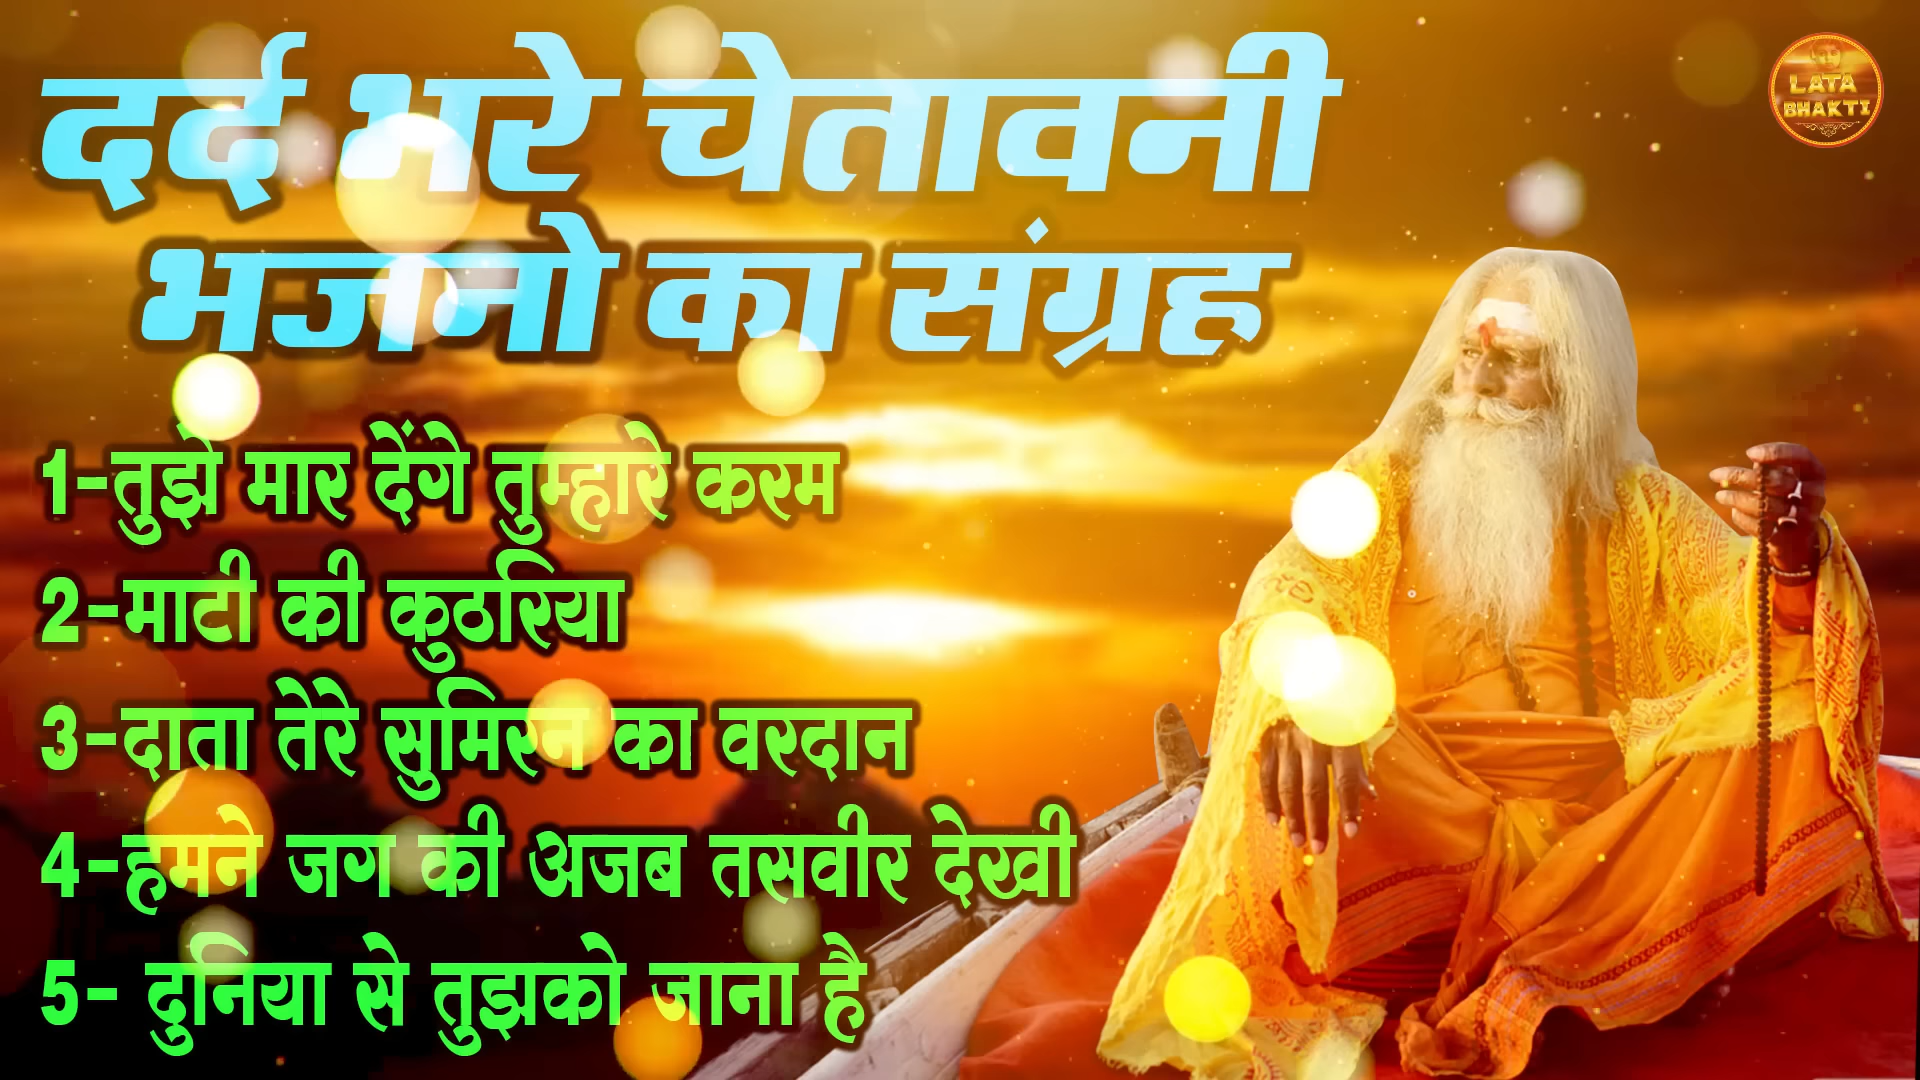 दर्द भरे चेतावनी
भजनो का संग्रह
LATA
BHAKTI
1-तुझे मार देंगे तुम्हारे करम
2-माटी की कुठरिया
3-दाता तेरे सुमिरन का वरदान
4-हमने जग की अजब तसवीर देखी
5- दुनिया से तुझको जाना है